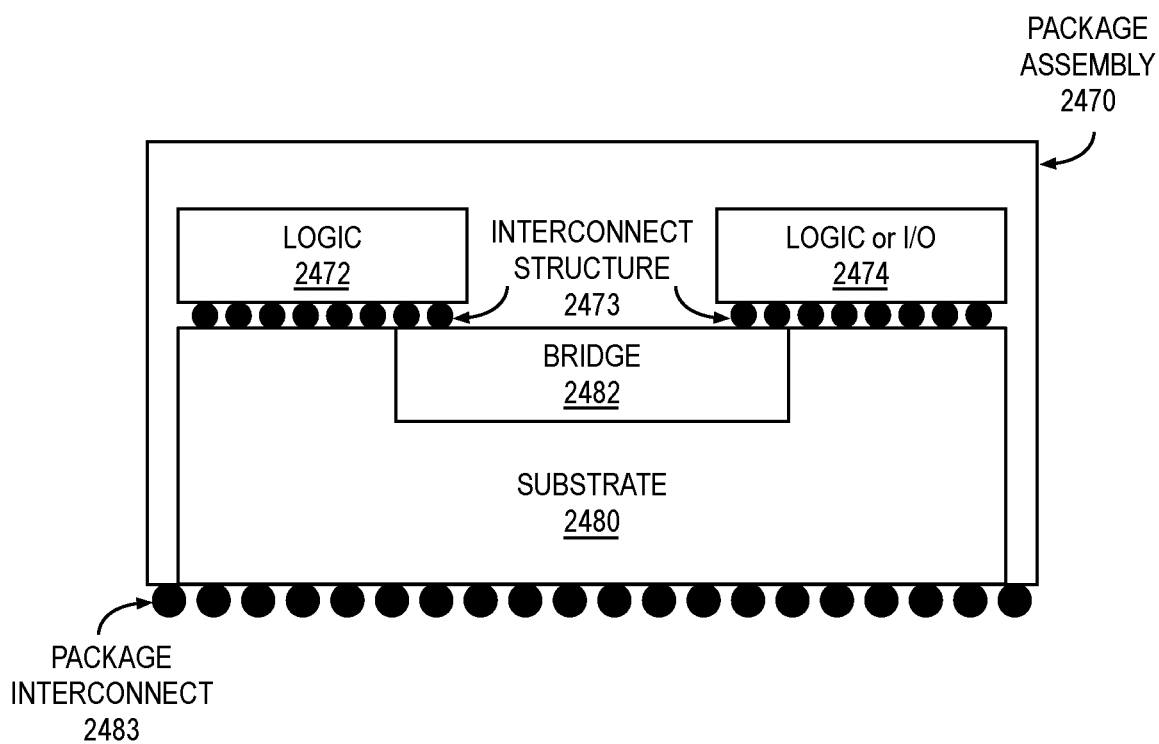 PACKAGE
ASSEMBLY
2470
LOGIC
2472
INTERCONNECT
STRUCTURE
2473
LOGIC or I/O
2474
BRIDGE
2482
SUBSTRATE
2480
PACKAGE
INTERCONNECT
2483